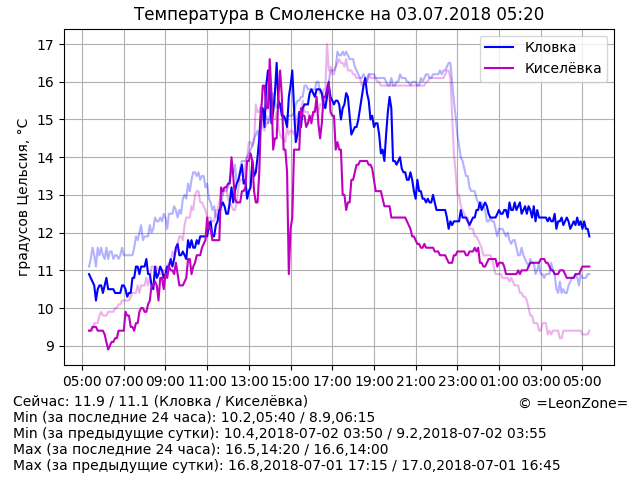 Температура в Смоленске на 03.07.2018 05:20
17
16
15
14
13
12
11
10
9
градусов Цельсия, °C
Кловка
Киселёвка
05:00 07:00 09:00 11:00 13:00 15:00 17:00 19:00 21:00 23:00 01:00 03:00 05:00
Сейчас: 11.9 / 11.1 (Кловка / Киселёвка)
© =LeonZone=
Min (за последние 24 часа): 10.2,05:40 / 8.9,06:15
Min (за предыдущие сутки): 10.4,2018-07-02 03:50 / 9.2,2018-07-02 03:55
Max (за последние 24 часа): 16.5,14:20 / 16.6,14:00
Max (за предыдущие сутки): 16.8,2018-07-01 17:15 / 17.0,2018-07-01 16:45